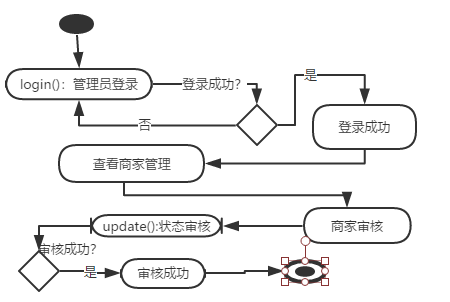 是
login()：管理员登录
登录成功？
否
登录成功
查看商家管理
update():状态审核
商家审核
审核成功？
是
审核成功